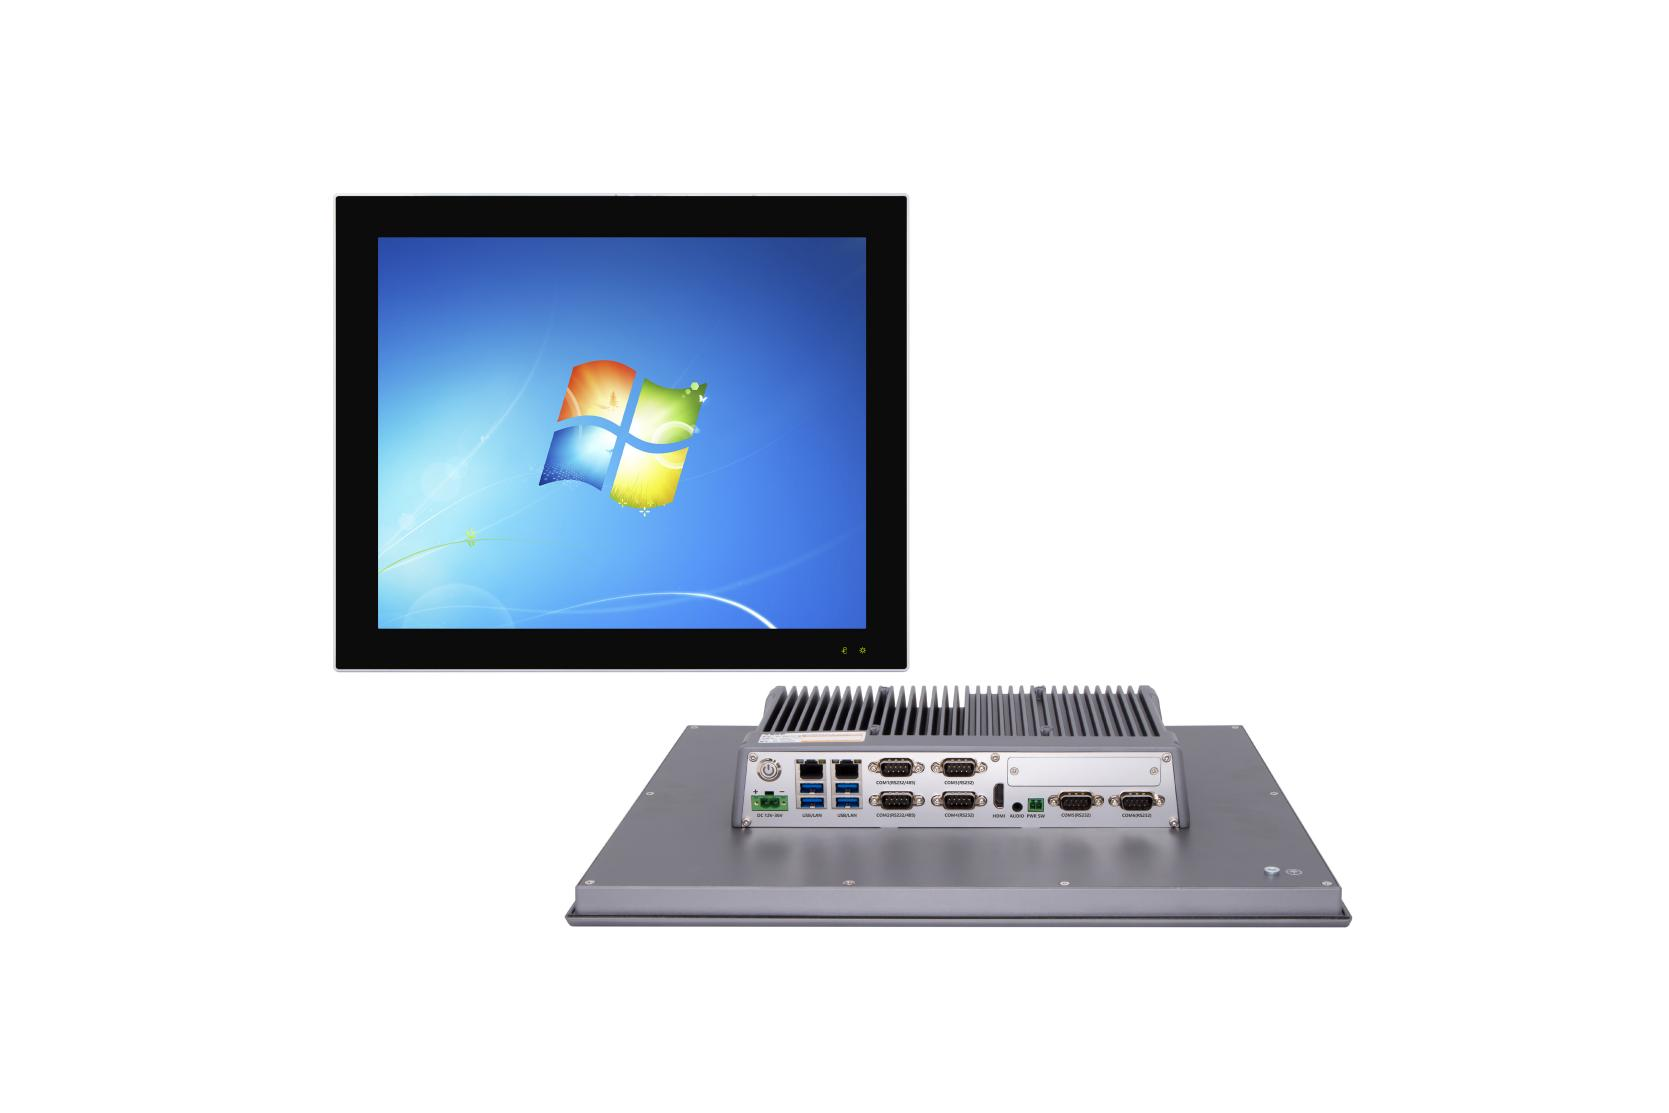 COM1(RS232/485)
COM3(RS232)
+ −
DC 12V-36V
USB/LAN
USB/LAN
COM2(RS232/485)
COM4(RS232)
HDMI
AUDIO
PWR SW
COM5(RS232)
COM6(RS232)